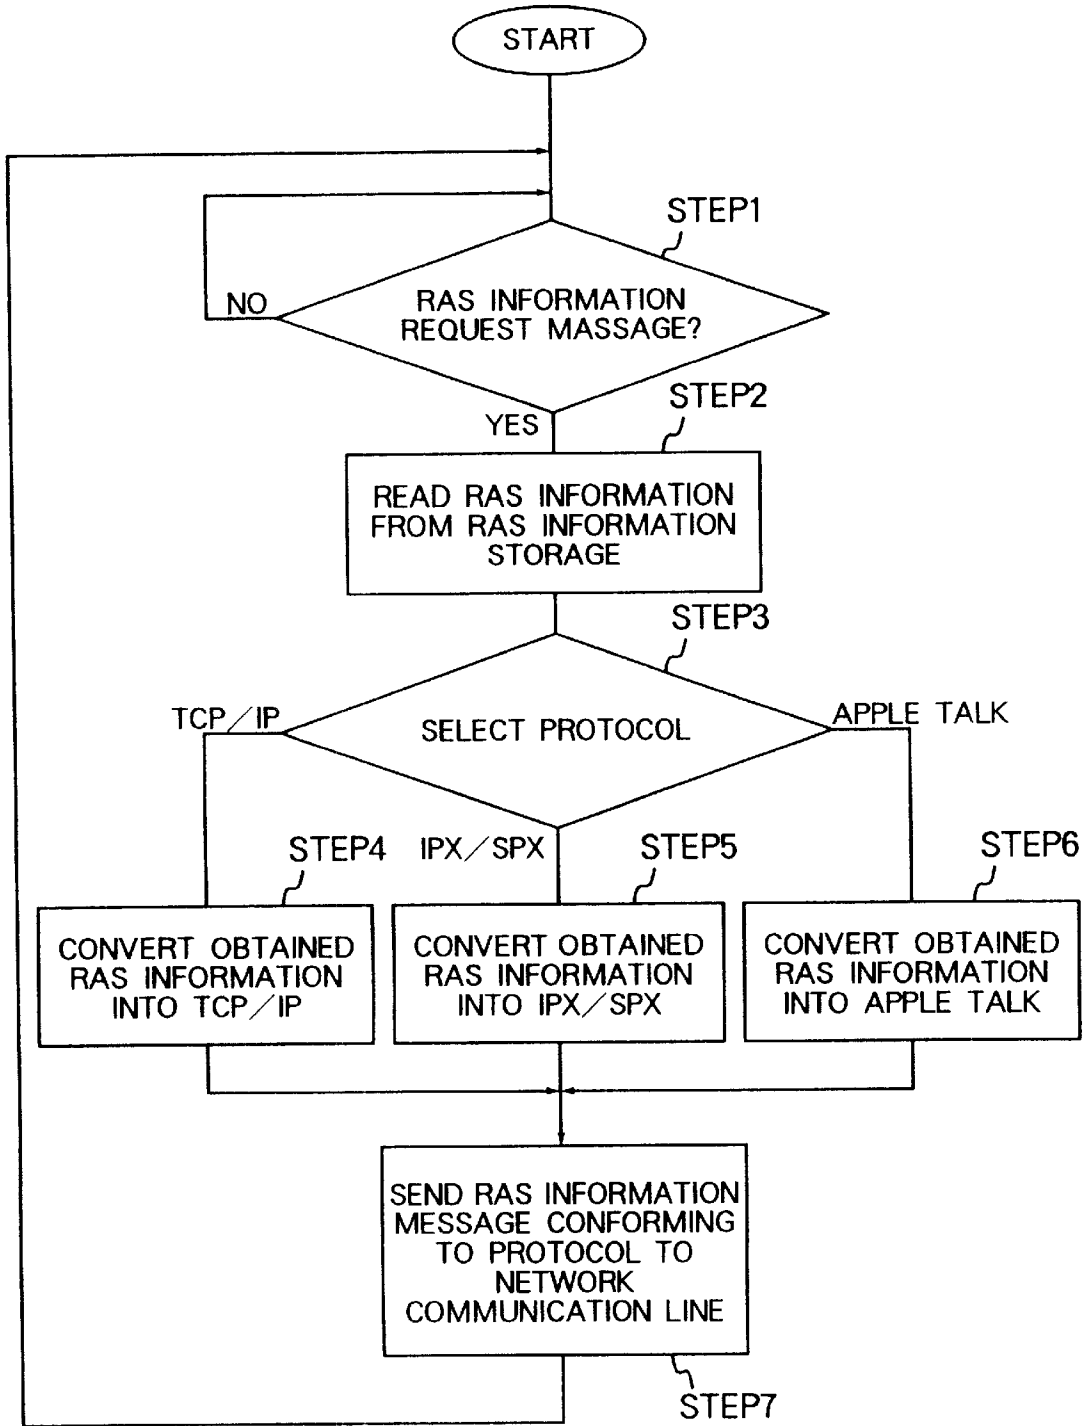 START
STEP1
NO
RAS INFORMATION
REQUEST MASSAGE?
YES
STEP2
READ RAS INFORMATION
FROM RAS INFORMATION
STORAGE
STEP3
TCP/IP
SELECT PROTOCOL
APPLE TALK
STEP4
IPX/SPX
STEP5
STEP6
CONVERT OBTAINED
RAS INFORMATION
INTO TCP/IP
CONVERT OBTAINED
RAS INFORMATION
INTO IPX/SPX
CONVERT OBTAINED
RAS INFORMATION
INTO APPLE TALK
SEND RAS INFORMATION
MESSAGE CONFORMING
TO PROTOCOL TO
NETWORK
COMMUNICATION LINE
STEP7